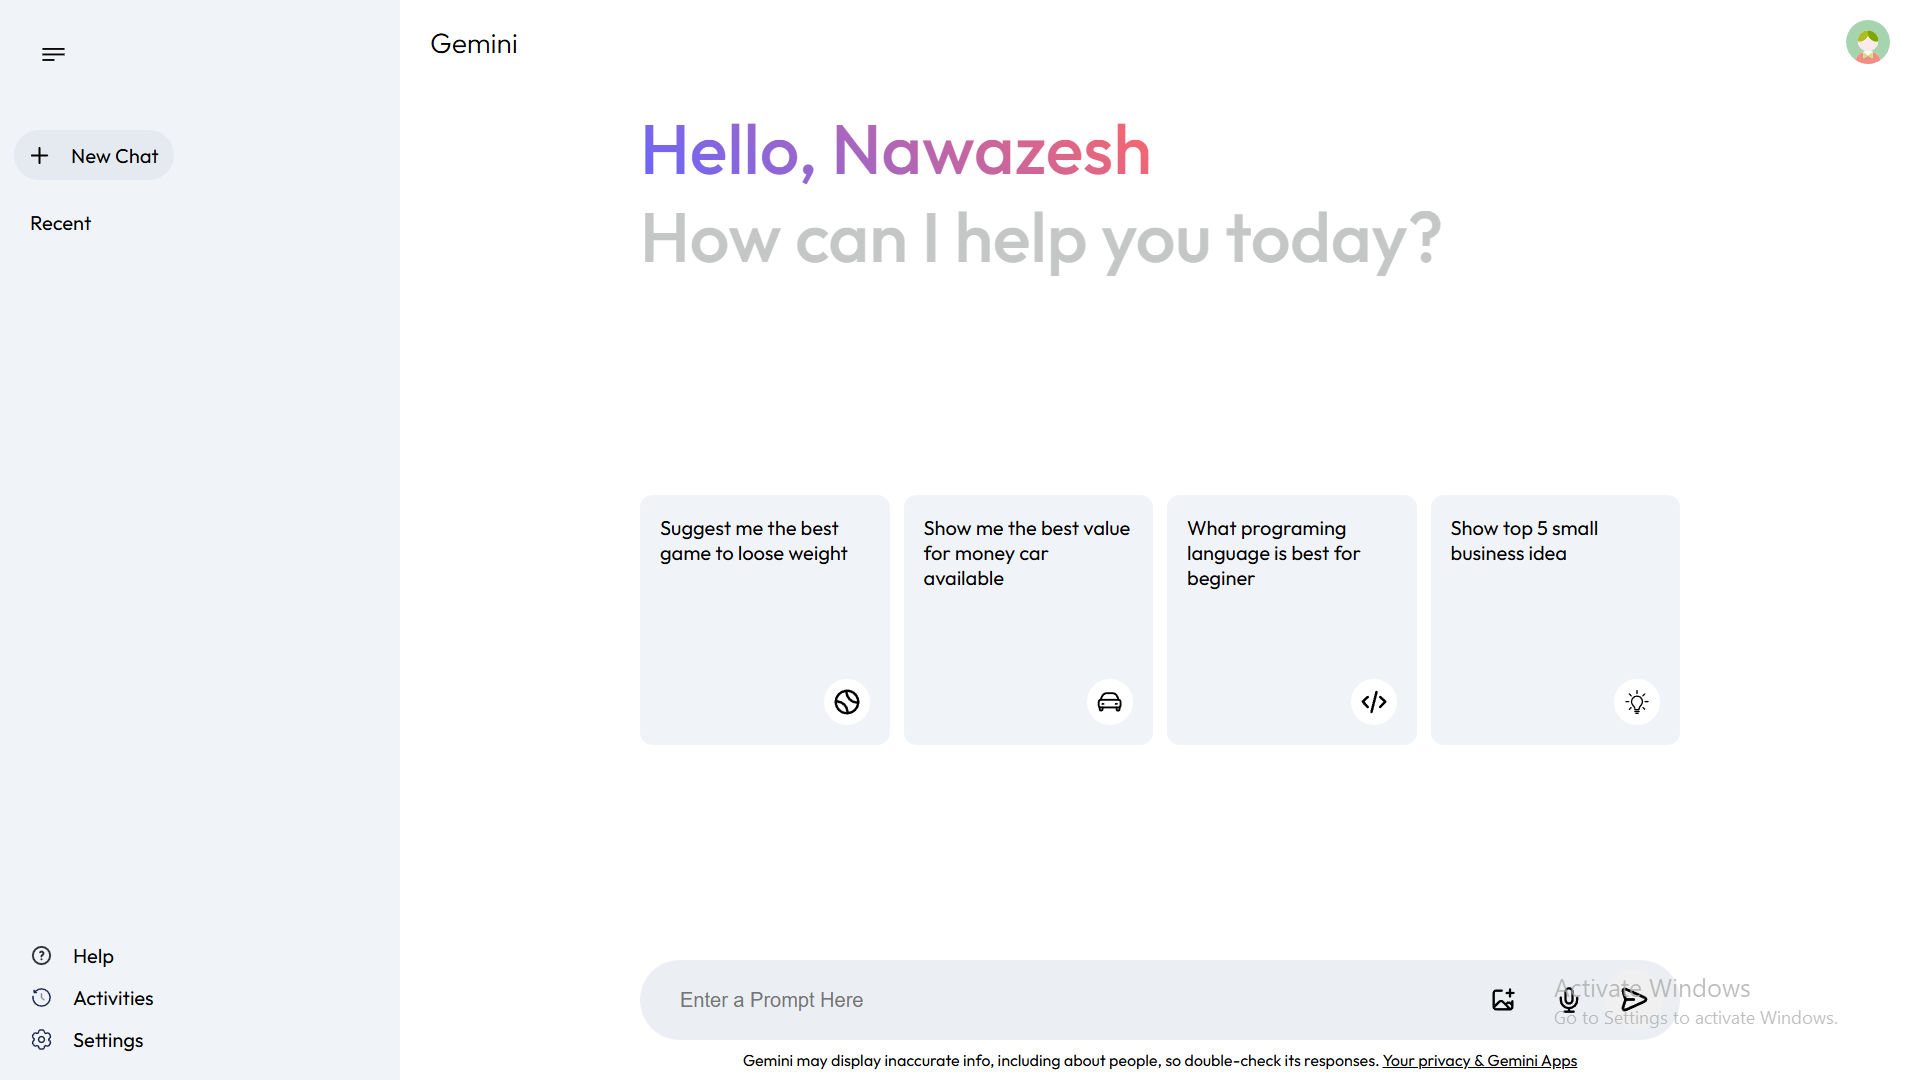 Gemini
New Chat
Recent
Hello, Nawazesh
How can I help you today?
Suggest me the best
game to loose weight
Show me the best value
for money car
available
What programing
language is best for
beginer
Show top 5 small
business idea
Help
Activities
Settings
Enter a Prompt Here
Activate Windows
Go to Settings to activate Windows.
Gemini may display inaccurate info, including about people, so double-check its responses. Your privacy & Gemini Apps